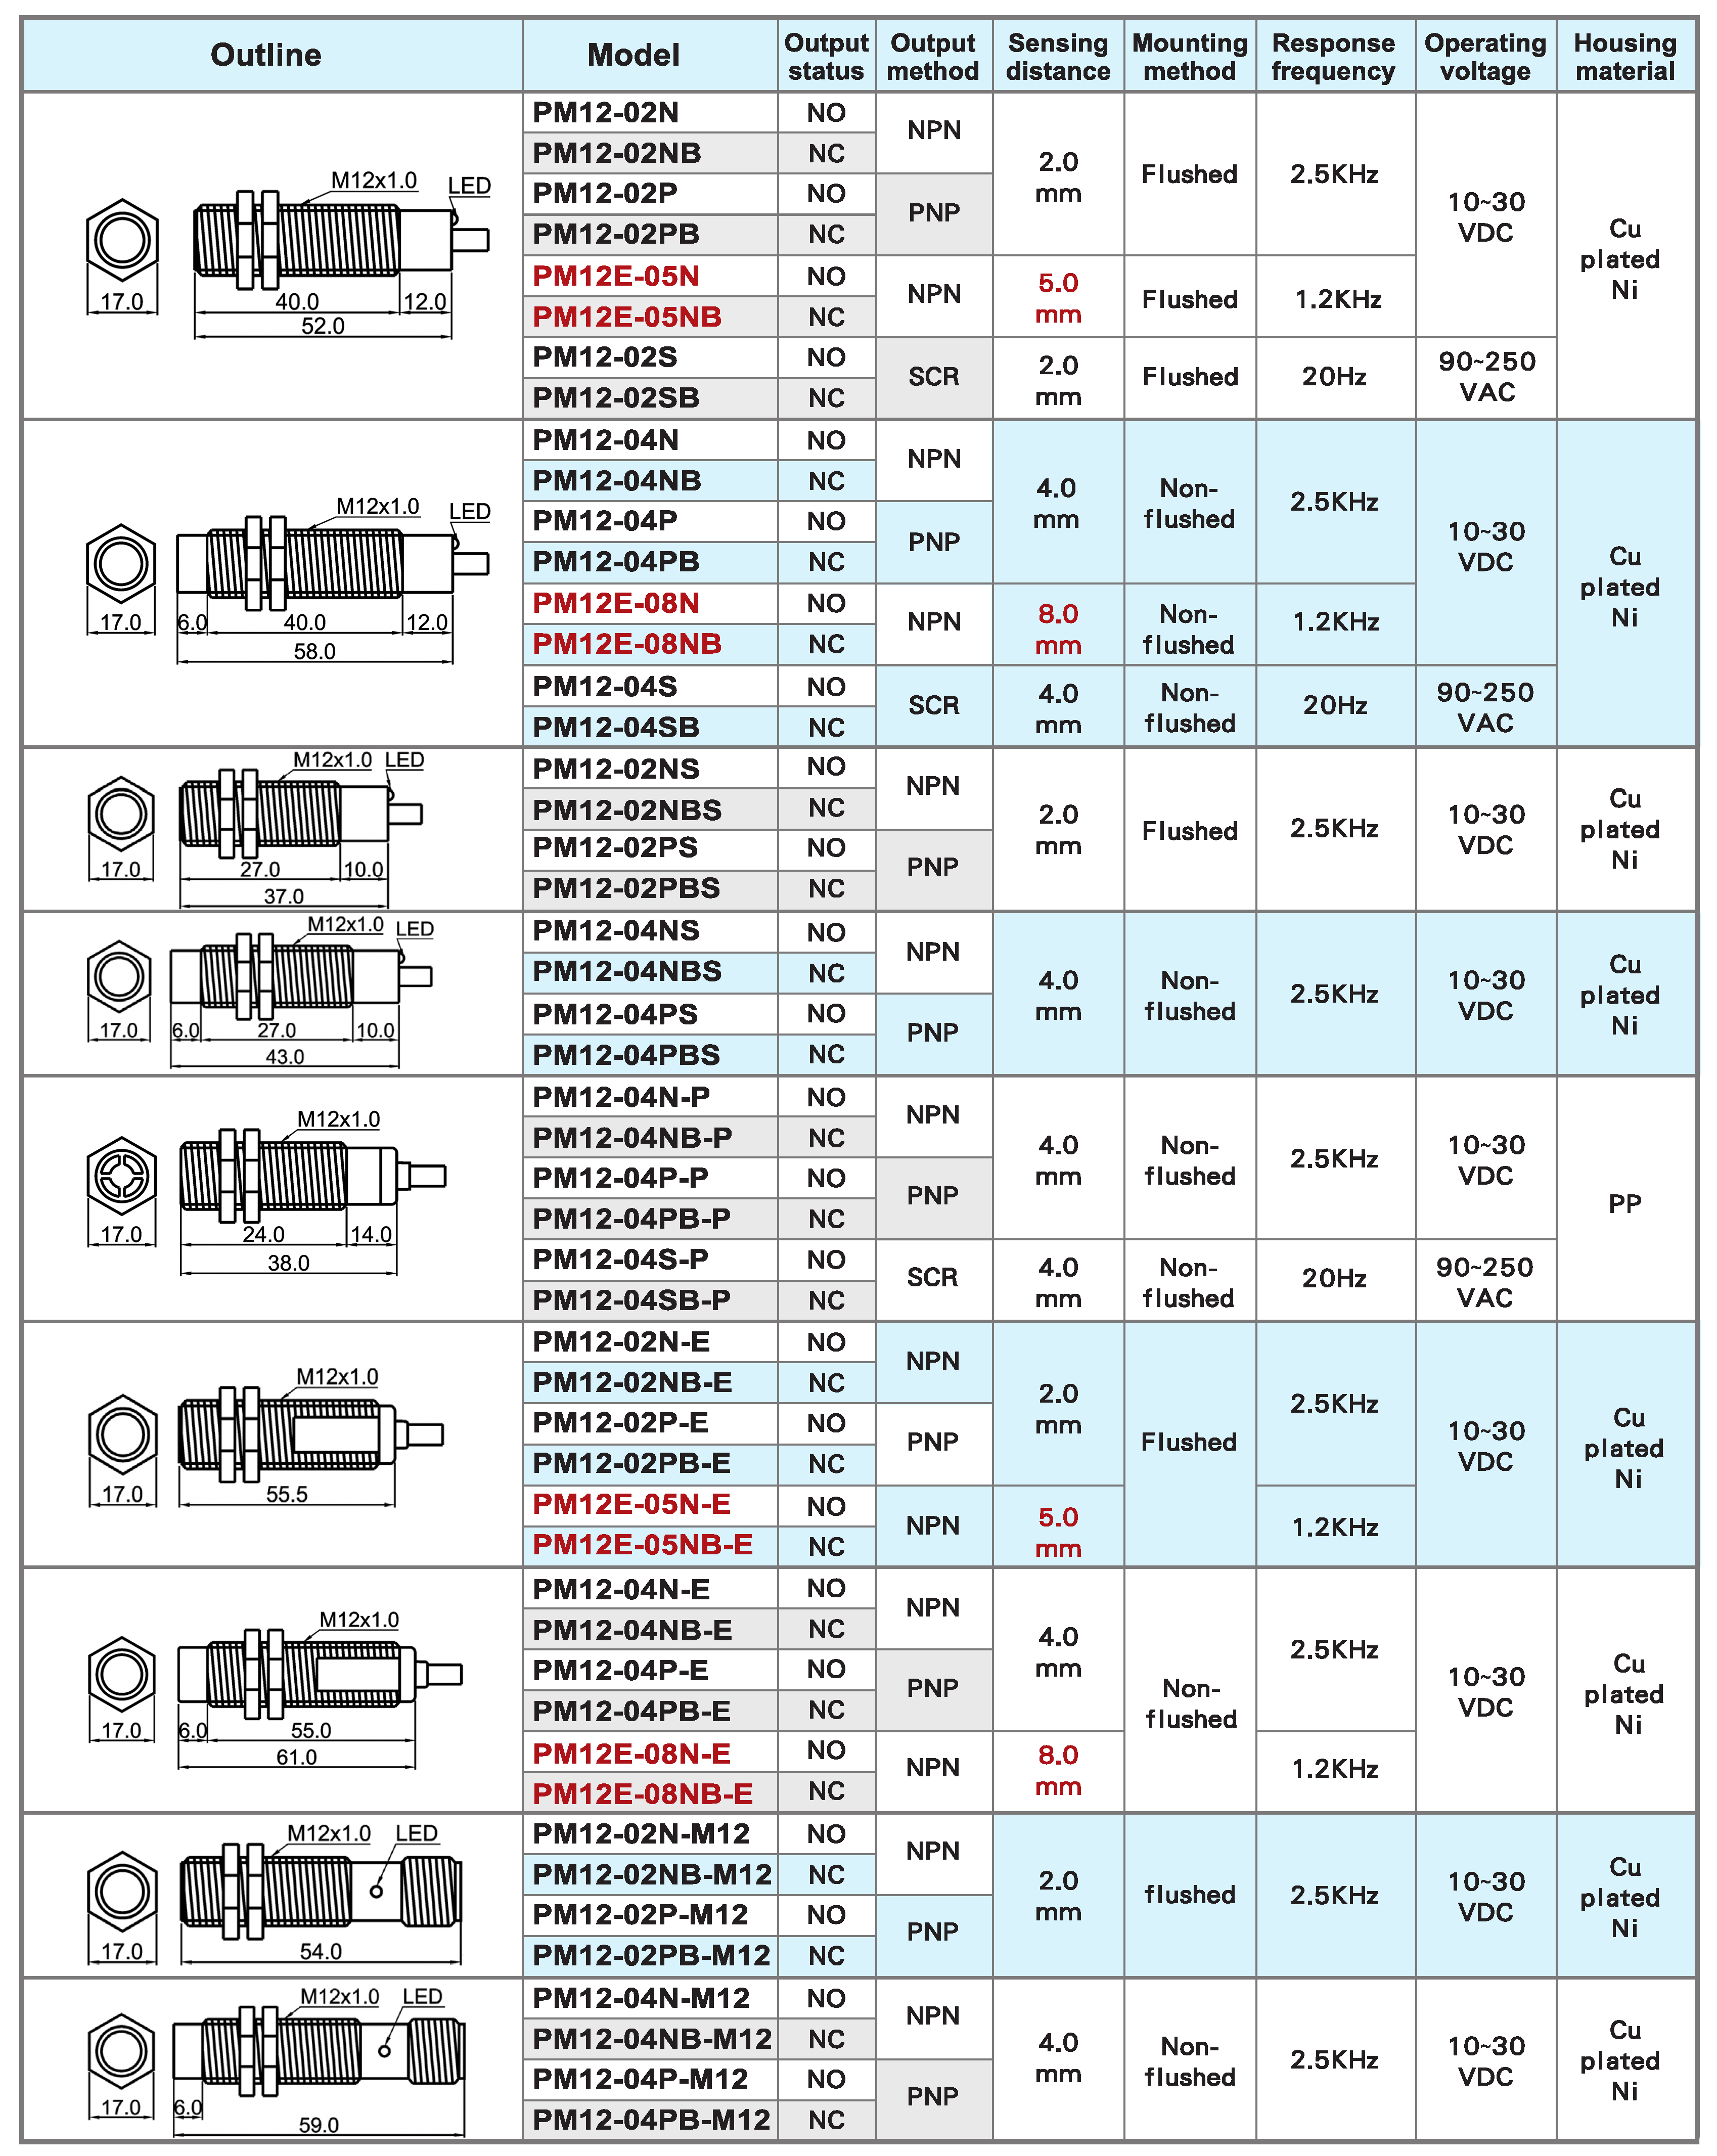 Outline Model Output status Output method Sensing distance Mounting method Response frequency Operating voltage Housing material
M12x1.0 LED
17.0 40.0 12.0
52.0
PM12-02N NO NPN 2.0 mm Flushed 2.5KHz 10~30 VDC Cu plated Ni
PM12-02NB NC
PM12-02P NO PNP
PM12-02PB NC
PM12E-05N NO NPN 5.0 mm Flushed 1.2KHz
PM12E-05NB NC
PM12-02S NO SCR 2.0 mm Flushed 20Hz 90~250 VAC
PM12-02SB NC
M12x1.0 LED
17.0 6.0 40.0 12.0
58.0
PM12-04N NO NPN 4.0 mm Non-flushed 2.5KHz 10~30 VDC Cu plated Ni
PM12-04NB NC
PM12-04P NO PNP
PM12-04PB NC
PM12E-08N NO NPN 8.0 mm Non-flushed 1.2KHz
PM12E-08NB NC
PM12-04S NO SCR 4.0 mm Non-flushed 20Hz 90~250 VAC
PM12-04SB NC
M12x1.0 LED
17.0 27.0 10.0
37.0
PM12-02NS NO NPN 2.0 mm Flushed 2.5KHz 10~30 VDC Cu plated Ni
PM12-02NBS NC
PM12-02PS NO PNP
PM12-02PBS NC
M12x1.0 LED
17.0 6.0 27.0 10.0
43.0
PM12-04NS NO NPN 4.0 mm Non-flushed 2.5KHz 10~30 VDC Cu plated Ni
PM12-04NBS NC
PM12-04PS NO PNP
PM12-04PBS NC
M12x1.0
17.0 24.0 14.0
38.0
PM12-04N-P NO NPN 4.0 mm Non-flushed 2.5KHz 10~30 VDC PP
PM12-04NB-P NC
PM12-04P-P NO PNP
PM12-04PB-P NC
PM12-04S-P NO SCR 4.0 mm Non-flushed 20Hz 90~250 VAC
PM12-04SB-P NC
M12x1.0
17.0 55.5
PM12-02N-E NO NPN 2.0 mm Flushed 2.5KHz 10~30 VDC Cu plated Ni
PM12-02NB-E NC
PM12-02P-E NO PNP
PM12-02PB-E NC
PM12E-05N-E NO NPN 5.0 mm 1.2KHz
PM12E-05NB-E NC
M12x1.0
17.0 6.0 55.0
61.0
PM12-04N-E NO NPN 4.0 mm Non-flushed 2.5KHz 10~30 VDC Cu plated Ni
PM12-04NB-E NC
PM12-04P-E NO PNP
PM12-04PB-E NC
PM12E-08N-E NO NPN 8.0 mm 1.2KHz
PM12E-08NB-E NC
M12x1.0 LED
17.0 54.0
PM12-02N-M12 NO NPN 2.0 mm flushed 2.5KHz 10~30 VDC Cu plated Ni
PM12-02NB-M12 NC
PM12-02P-M12 NO PNP
PM12-02PB-M12 NC
M12x1.0 LED
17.0 6.0
59.0
PM12-04N-M12 NO NPN 4.0 mm Non-flushed 2.5KHz 10~30 VDC Cu plated Ni
PM12-04NB-M12 NC
PM12-04P-M12 NO PNP
PM12-04PB-M12 NC